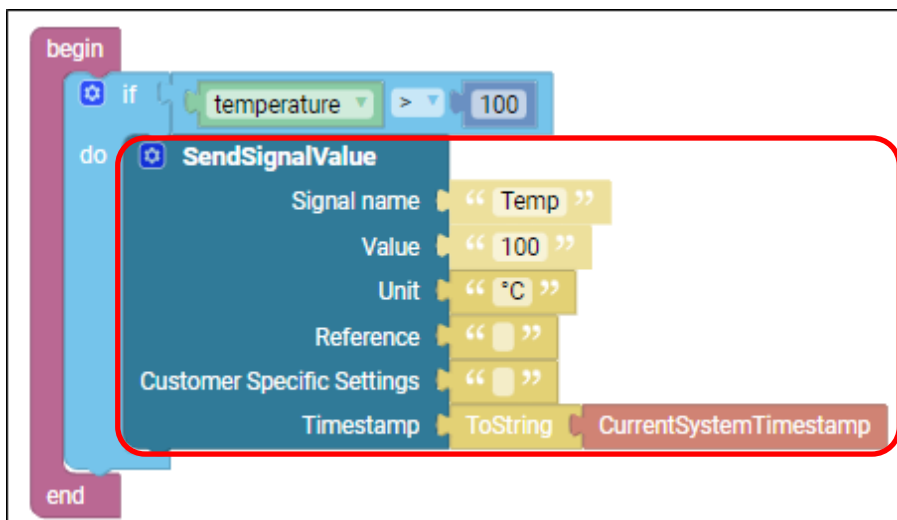 begin
if temperature > 100
do SendSignalValue
Signal name “ Temp ”
Value “ 100 ”
Unit “ °C ”
Reference “ ”
Customer Specific Settings “ ”
Timestamp ToString CurrentSystemTimestamp
end